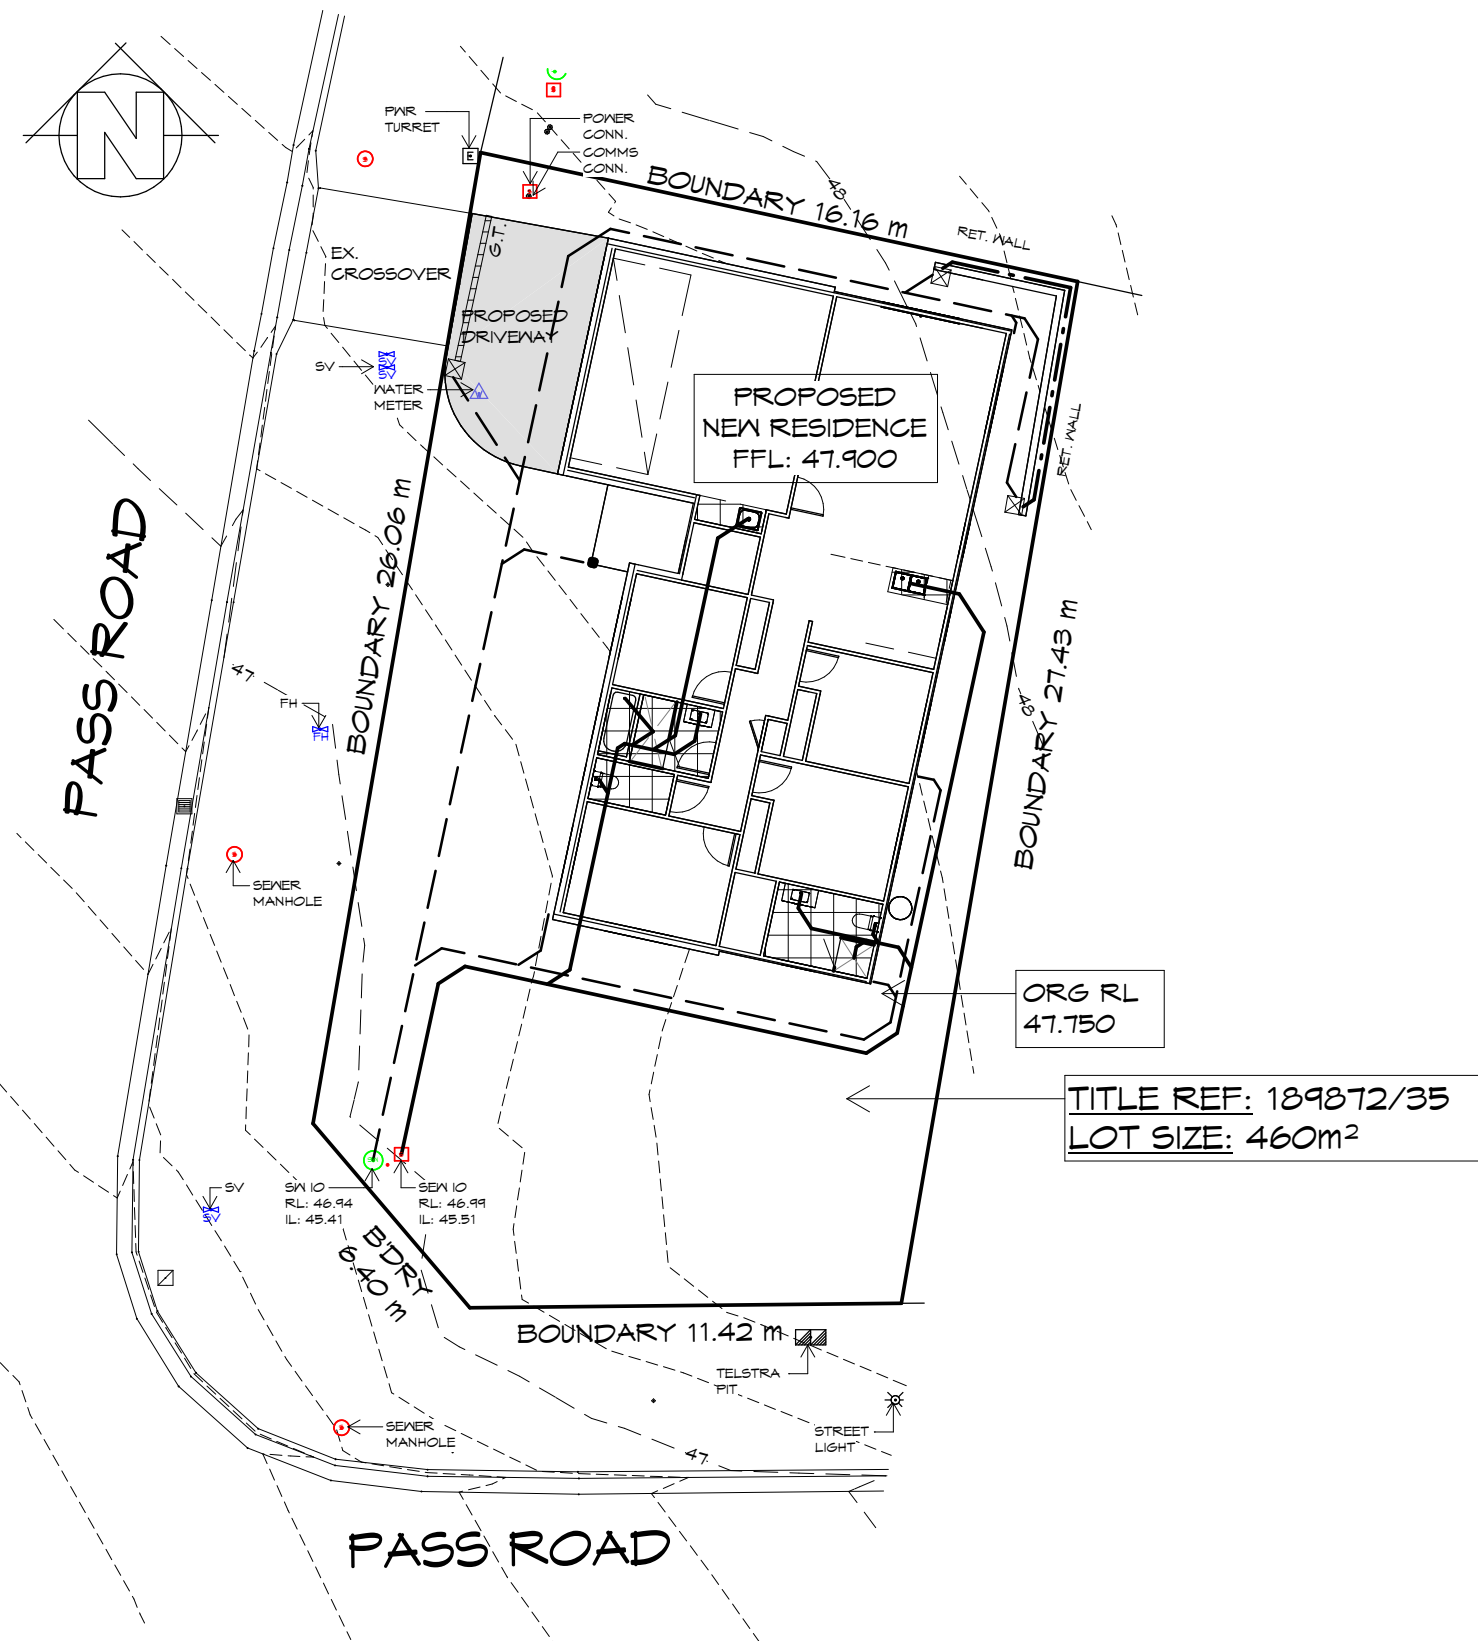 N
PWR
TURRET
E
POWER
CONN.
COMMS
CONN.
BOUNDARY 16.16 m
48
RET. WALL
G.T.
EX.
CROSSOVER
PROPOSED
DRIVEWAY
SV
WATER
METER
PROPOSED
NEW RESIDENCE
FFL: 47.900
RET. WALL
PASS ROAD
BOUNDARY 26.06 m
BOUNDARY 27.43 m
47
FH
FH
48
SEWER
MANHOLE
ORG RL
47.750
TITLE REF: 189872/35
LOT SIZE: 460m²
SV
SW IO
RL: 46.94
IL: 45.41
SEW IO
RL: 46.99
IL: 45.51
B'DRY
6.40 m
BOUNDARY 11.42 m
TELSTRA
PIT
STREET
LIGHT
SEWER
MANHOLE
47
PASS ROAD